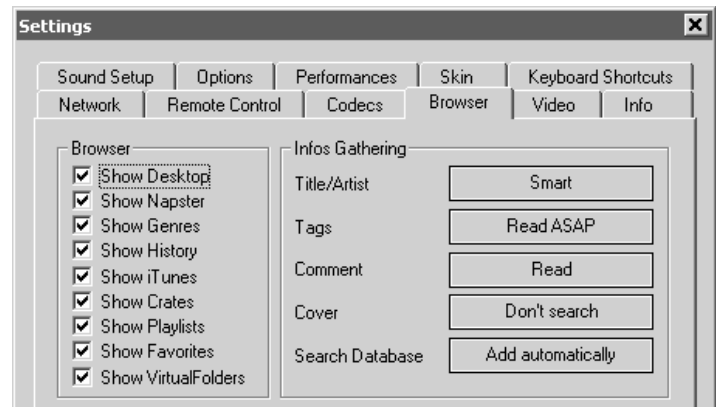 Settings
Sound Setup Options Performances Skin Keyboard Shortcuts
Network Remote Control Codecs Browser Video Info
Browser
Show Desktop
Show Napster
Show Genres
Show History
Show iTunes
Show Crates
Show Playlists
Show Favorites
Show VirtualFolders
Infos Gathering
Title/Artist Smart
Tags Read ASAP
Comment Read
Cover Don't search
Search Database Add automatically